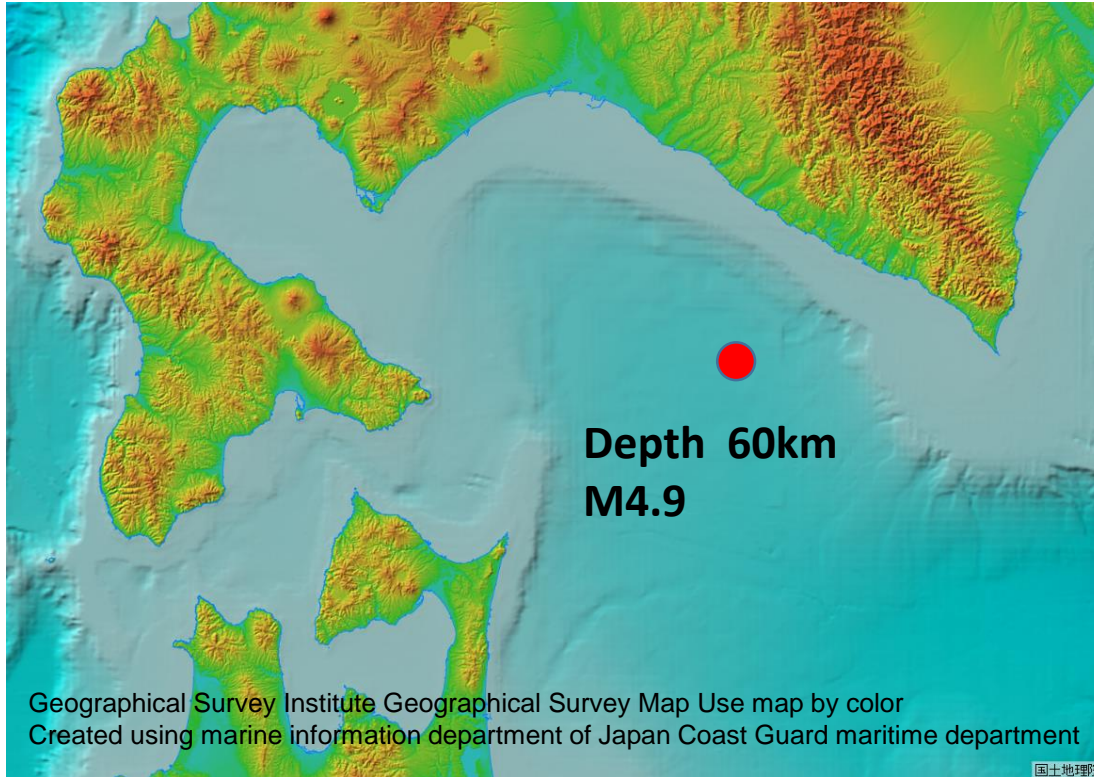 Depth 60km
M4.9
Geographical Survey Institute Geographical Survey Map Use map by color
Created using marine information department of Japan Coast Guard maritime department
国土地理院